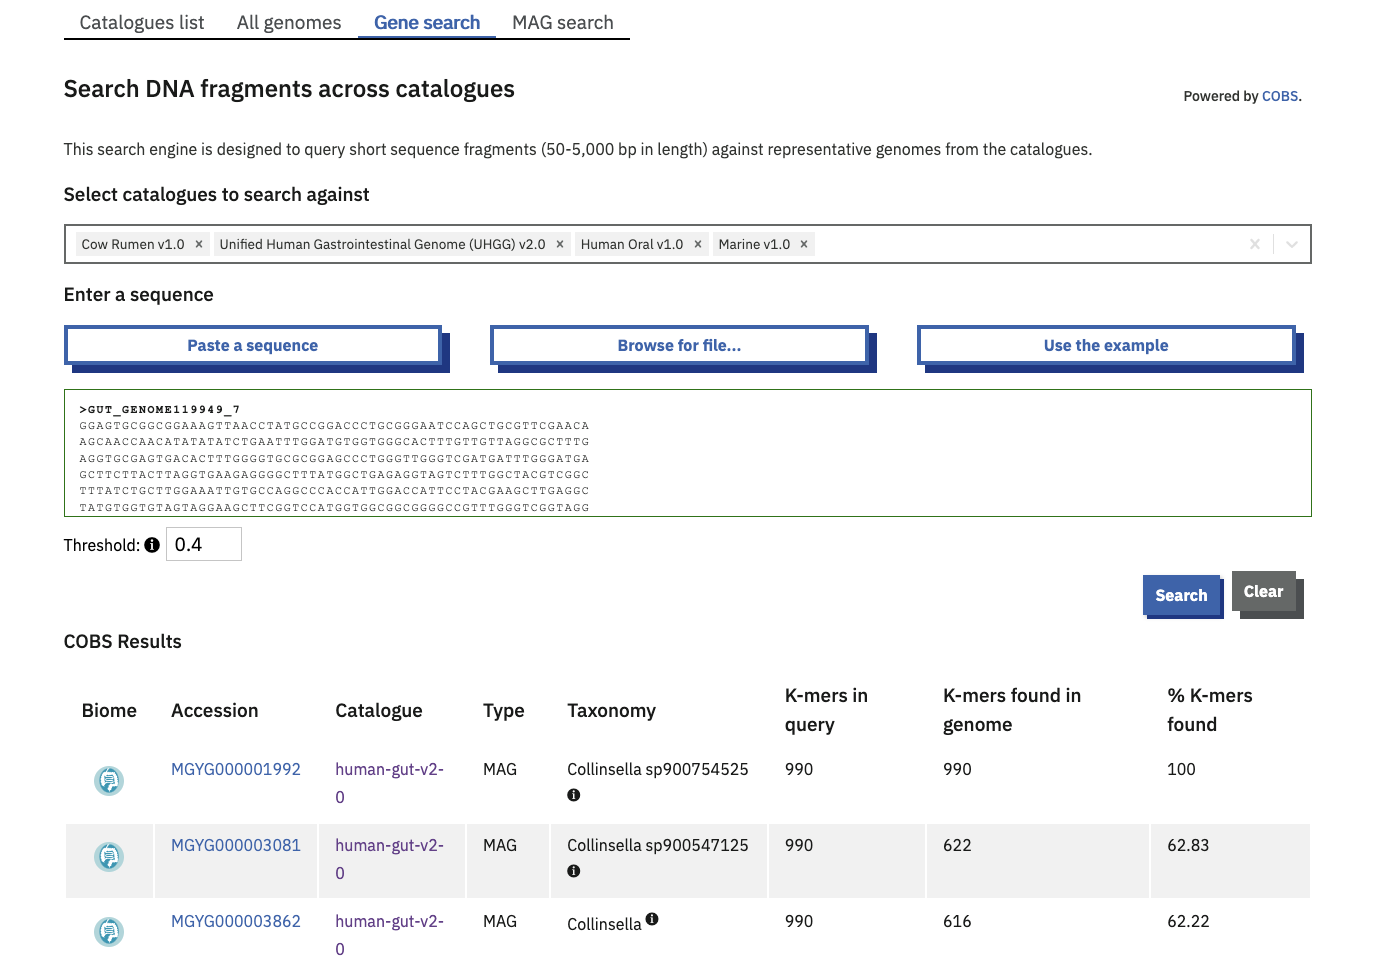 Catalogues list All genomes Gene search MAG search
Search DNA fragments across catalogues
Powered by COBS.
This search engine is designed to query short sequence fragments (50-5,000 bp in length) against representative genomes from the catalogues.
Select catalogues to search against
Cow Rumen v1.0 × Unified Human Gastrointestinal Genome (UHGG) v2.0 × Human Oral v1.0 × Marine v1.0 ×
Enter a sequence
Paste a sequence Browse for file... Use the example
>GUT_GENOME119949_7
GGAGTGCGGCGGAAAGTTAACCTATGCCGGACCCTGCGGGAATCCAGCTGCGTTCGAACA
AGCAACCAACATATATATCTGAATTTGGATGTGGTGGGCACTTTGTTGTTAGGCGCTTTG
AGGTGCGAGTGACACTTTGGGGTGCGCGGAGCCCTGGGTTGGGTCGATGATTTGGGATGA
GCTTCTTACTTAGGTGAAGAGGGGCTTTATGGCTGAGAGGTAGTCTTTGGCTACGTCGGC
TTTATCTGCTTGGAAATTGTGCCAGGCCCACCATTGGACCATTCCTACGAAGCTTGAGGC
TATGTGGTGTAGTAGGAAGCTTCGGTCCATGGTGGCGGCGGGGCCGTTTGGGTCGGTAGG
Threshold: 0.4
Search Clear
COBS Results
Biome Accession Catalogue Type Taxonomy K-mers in query K-mers found in genome % K-mers found
MGYG000001992 human-gut-v2-0 MAG Collinsella sp900754525 990 990 100
MGYG000003081 human-gut-v2-0 MAG Collinsella sp900547125 990 622 62.83
MGYG000003862 human-gut-v2-0 MAG Collinsella 990 616 62.22